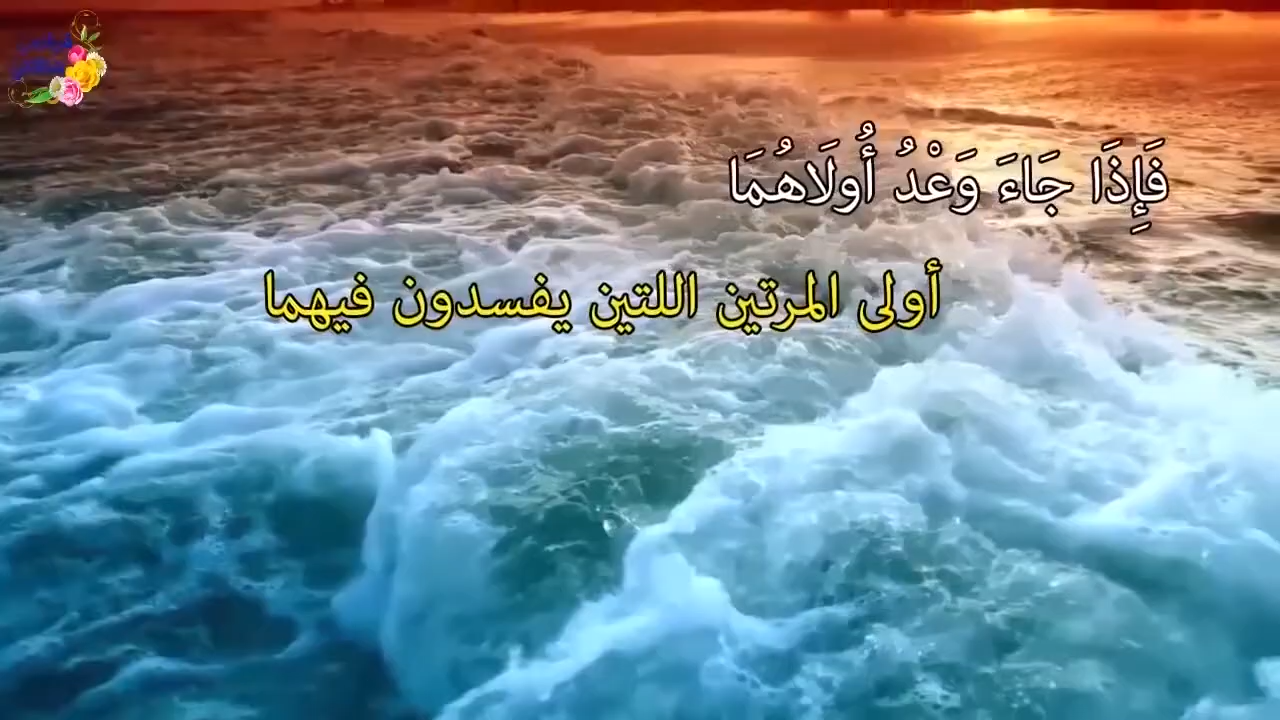 فَإِذَا جَاءَ وَعْدُ أُولَاهُمَا
أولى المرتين اللتين يفسدون فيهما